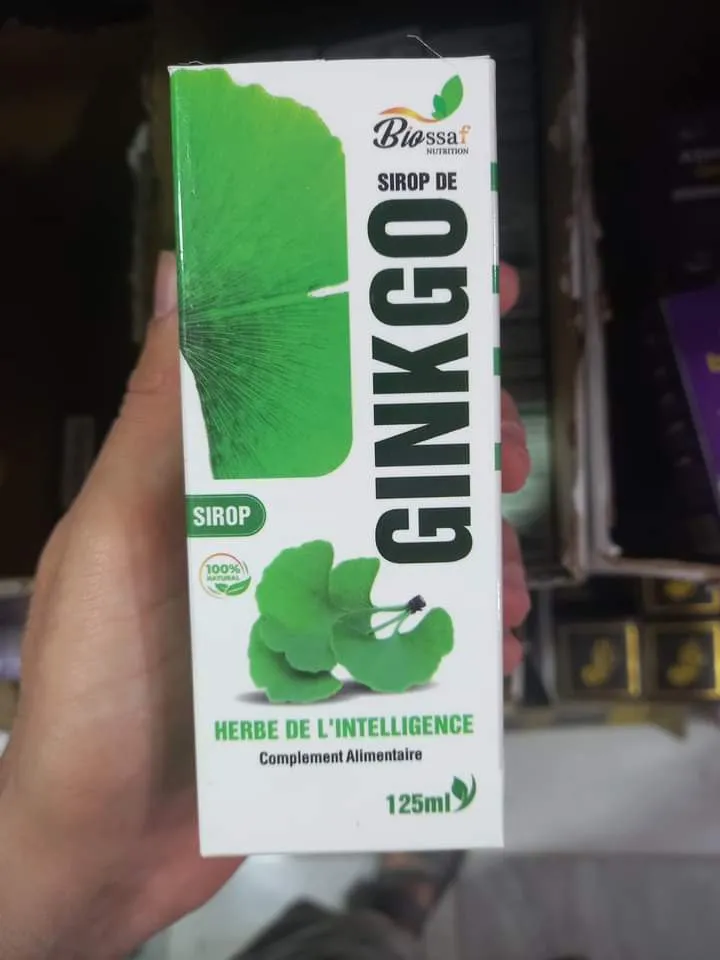 Biossaf
NUTRITION
SIROP DE
GINKGO
SIROP
100%
NATURAL
HERBE DE L'INTELLIGENCE
Complement Alimentaire
125ml